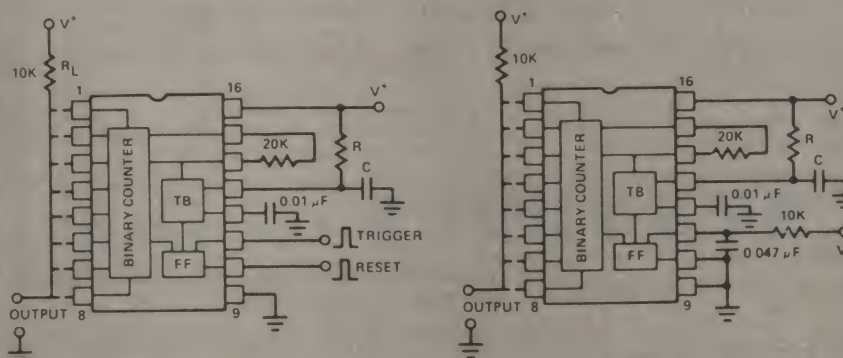 V+
10K
RL
1
16
V+
BINARY COUNTER
20K
R
C
TB
0.01 μF
TRIGGER
FF
RESET
OUTPUT
8
9
V+
10K
1
16
V+
BINARY COUNTER
20K
R
C
TB
0.01 μF
10K
FF
0.047 μF
OUTPUT
8
9